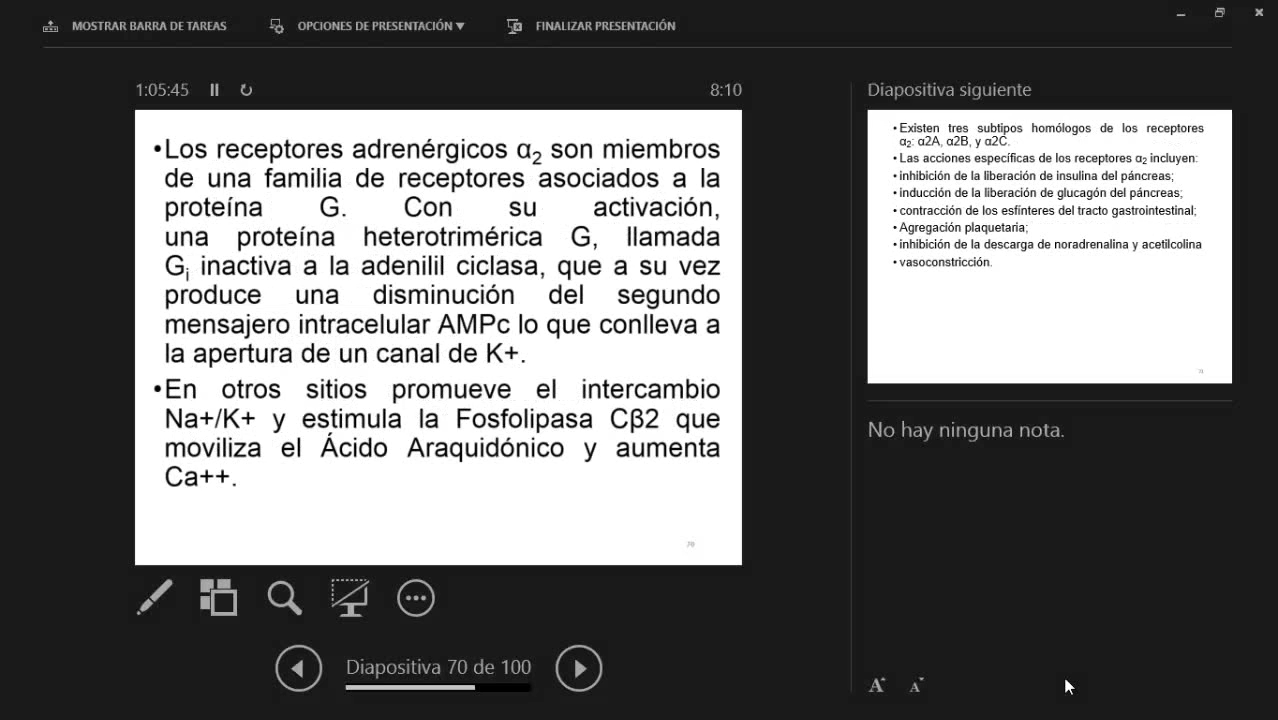 MOSTRAR BARRA DE TAREAS OPCIONES DE PRESENTACIÓN ▼ FINALIZAR PRESENTACIÓN
1:05:45 8:10
•Los receptores adrenérgicos α₂ son miembros
de una familia de receptores asociados a la
proteína G. Con su activación,
una proteína heterotrimérica G, llamada
Gᵢ inactiva a la adenilil ciclasa, que a su vez
produce una disminución del segundo
mensajero intracelular AMPc lo que conlleva a
la apertura de un canal de K+.
•En otros sitios promueve el intercambio
Na+/K+ y estimula la Fosfolipasa Cβ2 que
moviliza el Ácido Araquidónico y aumenta
Ca++.
70
Diapositiva 70 de 100
Diapositiva siguiente
•Existen tres subtipos homólogos de los receptores
α₂: α2A, α2B, y α2C.
•Las acciones específicas de los receptores α₂ incluyen:
•inhibición de la liberación de insulina del páncreas;
•inducción de la liberación de glucagón del páncreas;
•contracción de los esfínteres del tracto gastrointestinal;
•Agregación plaquetaria;
•inhibición de la descarga de noradrenalina y acetilcolina
•vasoconstricción.
71
No hay ninguna nota.
A A